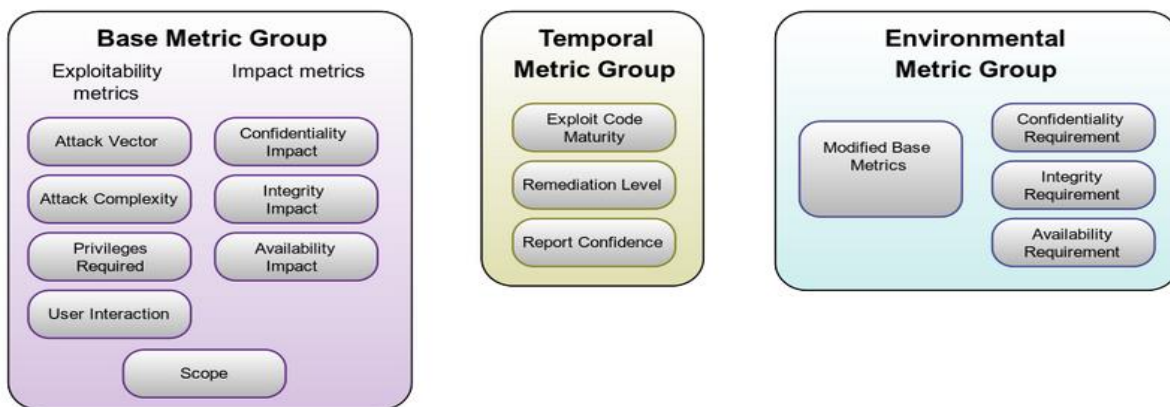 Base Metric Group
Exploitability
metrics
Impact metrics
Attack Vector
Attack Complexity
Privileges
Required
User Interaction
Confidentiality
Impact
Integrity
Impact
Availability
Impact
Scope
Temporal
Metric Group
Exploit Code
Maturity
Remediation Level
Report Confidence
Environmental
Metric Group
Modified Base
Metrics
Confidentiality
Requirement
Integrity
Requirement
Availability
Requirement